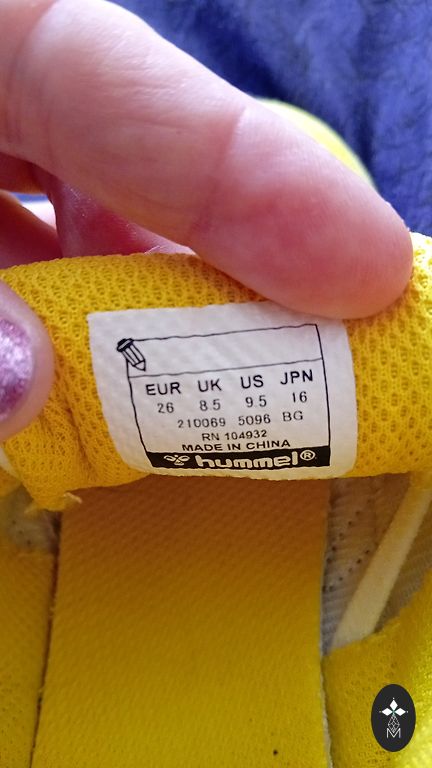 EUR UK US JPN
26 8.5 9.5 16
210069 5096 BG
RN 104932
MADE IN CHINA
hummel®
M